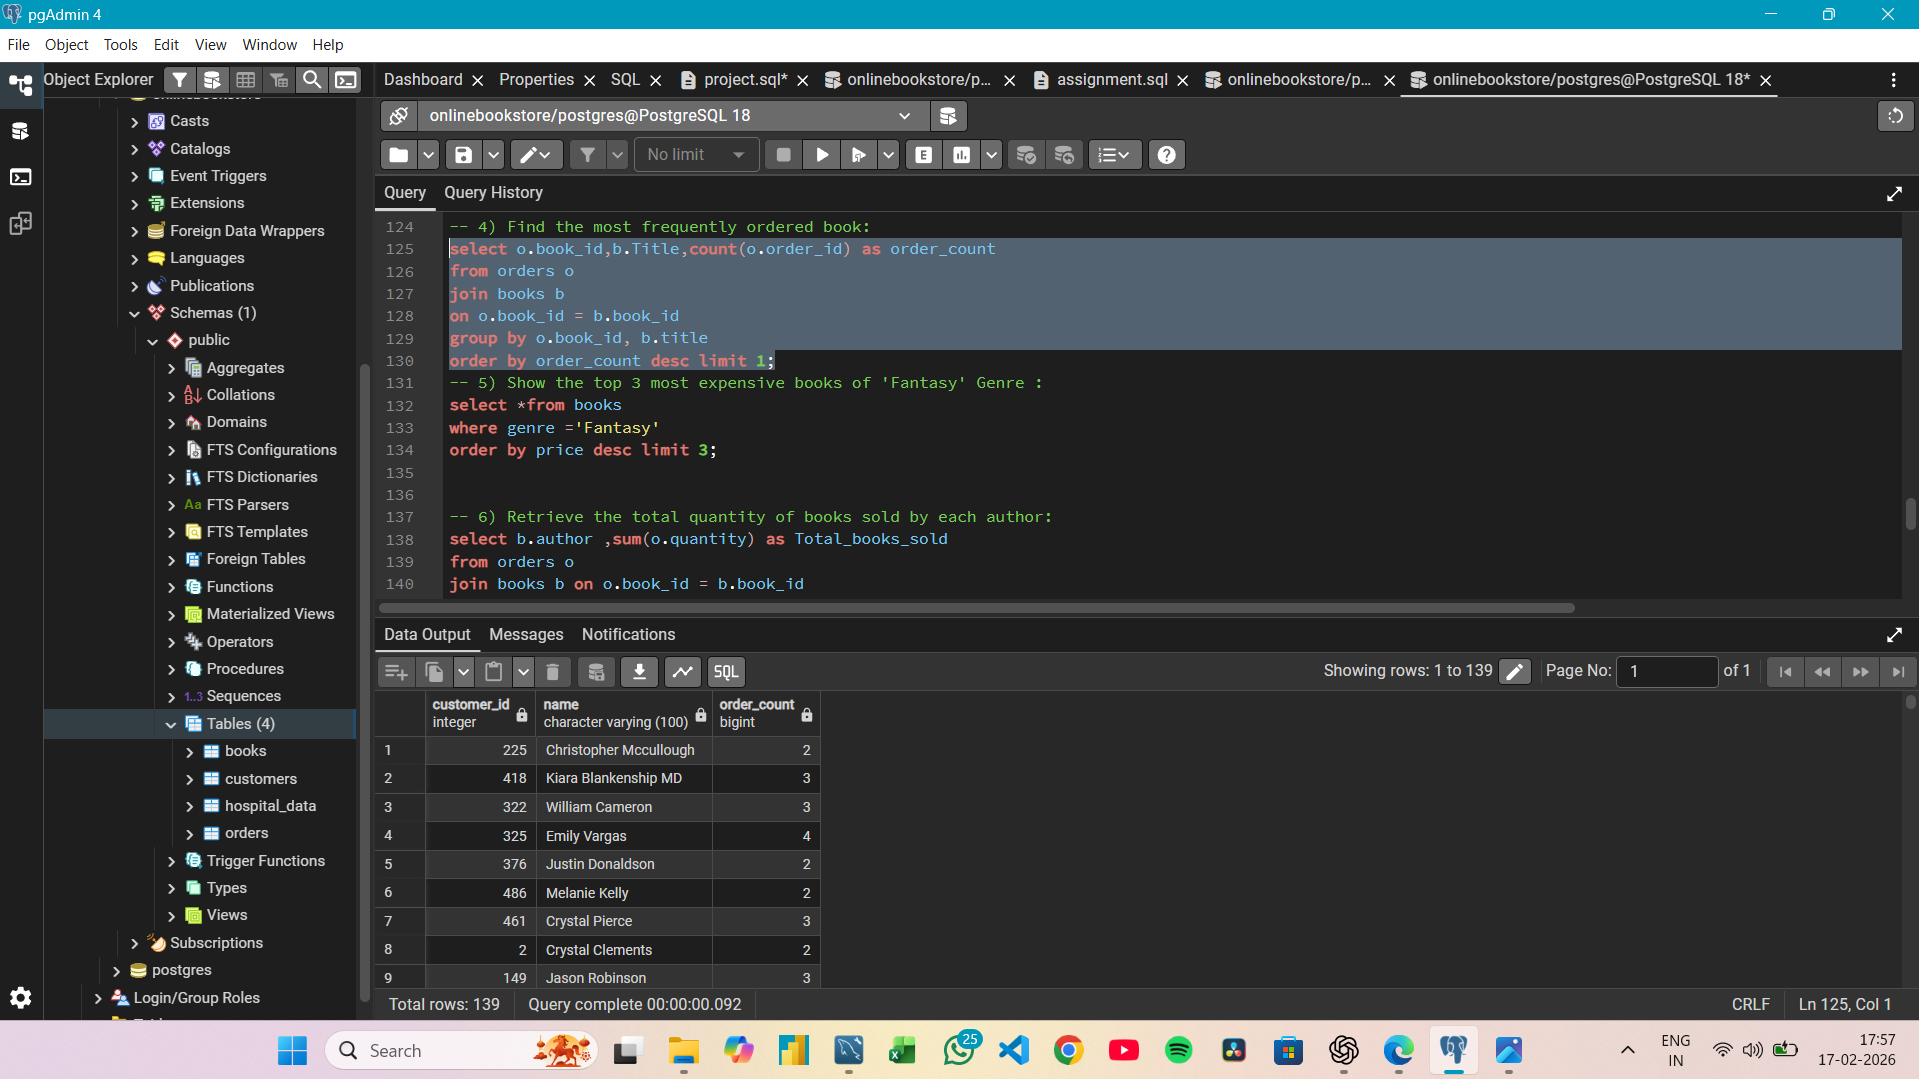 pgAdmin 4
File Object Tools Edit View Window Help
Object Explorer
Dashboard Properties SQL project.sql* onlinebookstore/p... assignment.sql onlinebookstore/p... onlinebookstore/postgres@PostgreSQL 18*
onlinebookstore/postgres@PostgreSQL 18
No limit
E
Query Query History
Casts
Catalogs
Event Triggers
Extensions
Foreign Data Wrappers
Languages
Publications
Schemas (1)
public
Aggregates
Collations
Domains
FTS Configurations
FTS Dictionaries
Aa FTS Parsers
FTS Templates
Foreign Tables
Functions
Materialized Views
Operators
Procedures
1..3 Sequences
Tables (4)
books
customers
hospital_data
orders
Trigger Functions
Types
Views
Subscriptions
postgres
Login/Group Roles
124 -- 4) Find the most frequently ordered book:
125 select o.book_id,b.Title,count(o.order_id) as order_count
126 from orders o
127 join books b
128 on o.book_id = b.book_id
129 group by o.book_id, b.title
130 order by order_count desc limit 1;
131 -- 5) Show the top 3 most expensive books of 'Fantasy' Genre :
132 select *from books
133 where genre ='Fantasy'
134 order by price desc limit 3;
135
136
137 -- 6) Retrieve the total quantity of books sold by each author:
138 select b.author ,sum(o.quantity) as Total_books_sold
139 from orders o
140 join books b on o.book_id = b.book_id
Data Output Messages Notifications
SQL Showing rows: 1 to 139 Page No: 1 of 1
customer_id integer name character varying (100) order_count bigint
1 225 Christopher Mccullough 2
2 418 Kiara Blankenship MD 3
3 322 William Cameron 3
4 325 Emily Vargas 4
5 376 Justin Donaldson 2
6 486 Melanie Kelly 2
7 461 Crystal Pierce 3
8 2 Crystal Clements 2
9 149 Jason Robinson 3
Total rows: 139 Query complete 00:00:00.092 CRLF Ln 125, Col 1
Search 25 ENG IN 17:57 17-02-2026